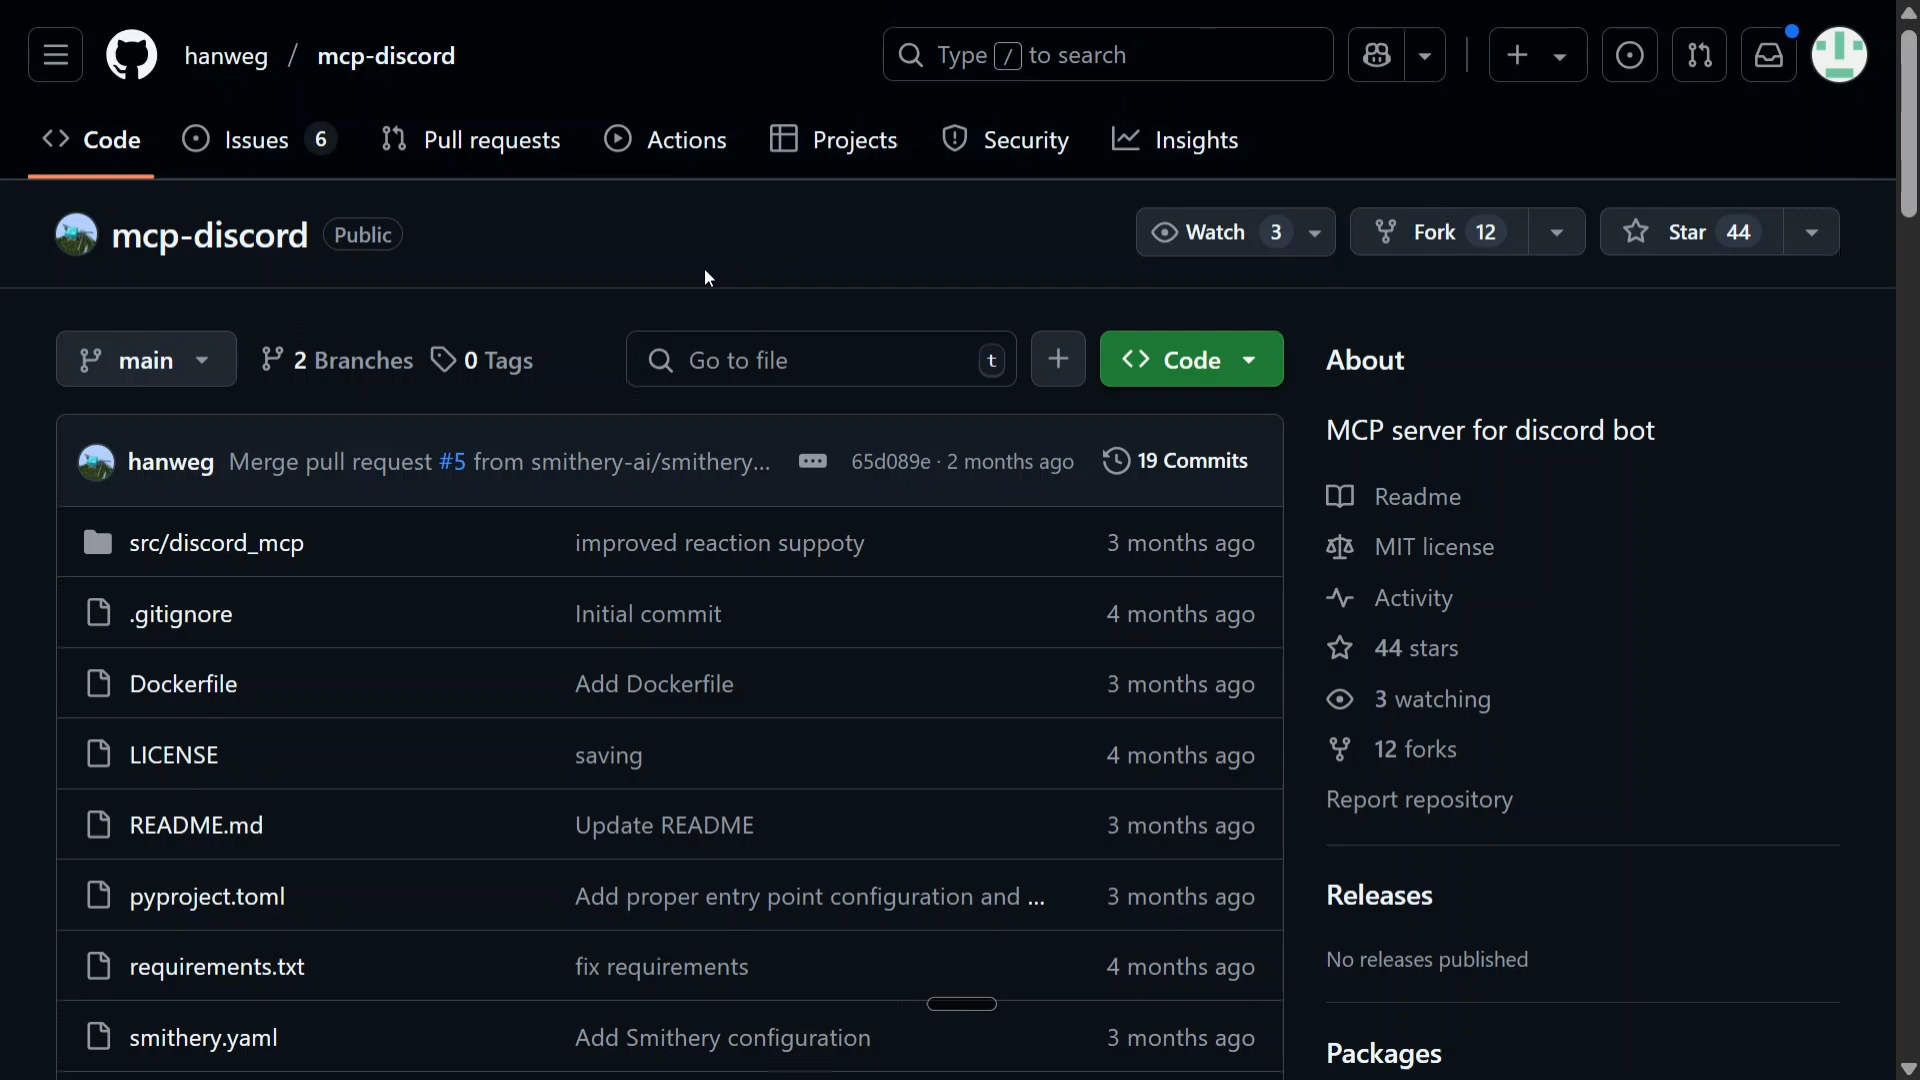 hanweg / mcp-discord
Type / to search
Code
Issues 6
Pull requests
Actions
Projects
Security
Insights
mcp-discord Public
Watch 3
Fork 12
Star 44
main
2 Branches
0 Tags
Go to file t
Code
hanweg Merge pull request #5 from smithery-ai/smithery... 65d089e · 2 months ago 19 Commits
src/discord_mcp improved reaction suppoty 3 months ago
.gitignore Initial commit 4 months ago
Dockerfile Add Dockerfile 3 months ago
LICENSE saving 4 months ago
README.md Update README 3 months ago
pyproject.toml Add proper entry point configuration and ... 3 months ago
requirements.txt fix requirements 4 months ago
smithery.yaml Add Smithery configuration 3 months ago
About
MCP server for discord bot
Readme
MIT license
Activity
44 stars
3 watching
12 forks
Report repository
Releases
No releases published
Packages